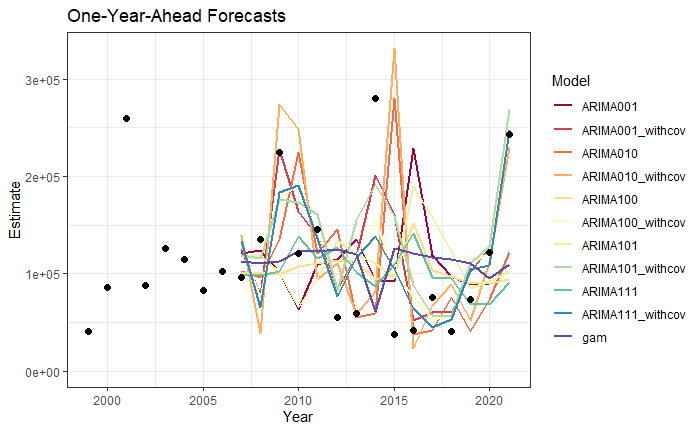 One-Year-Ahead Forecasts
Estimate
3e+05
2e+05
1e+05
0e+00
2000
2005
2010
2015
2020
Year
Model
ARIMA001
ARIMA001_withcov
ARIMA010
ARIMA010_withcov
ARIMA100
ARIMA100_withcov
ARIMA101
ARIMA101_withcov
ARIMA111
ARIMA111_withcov
gam